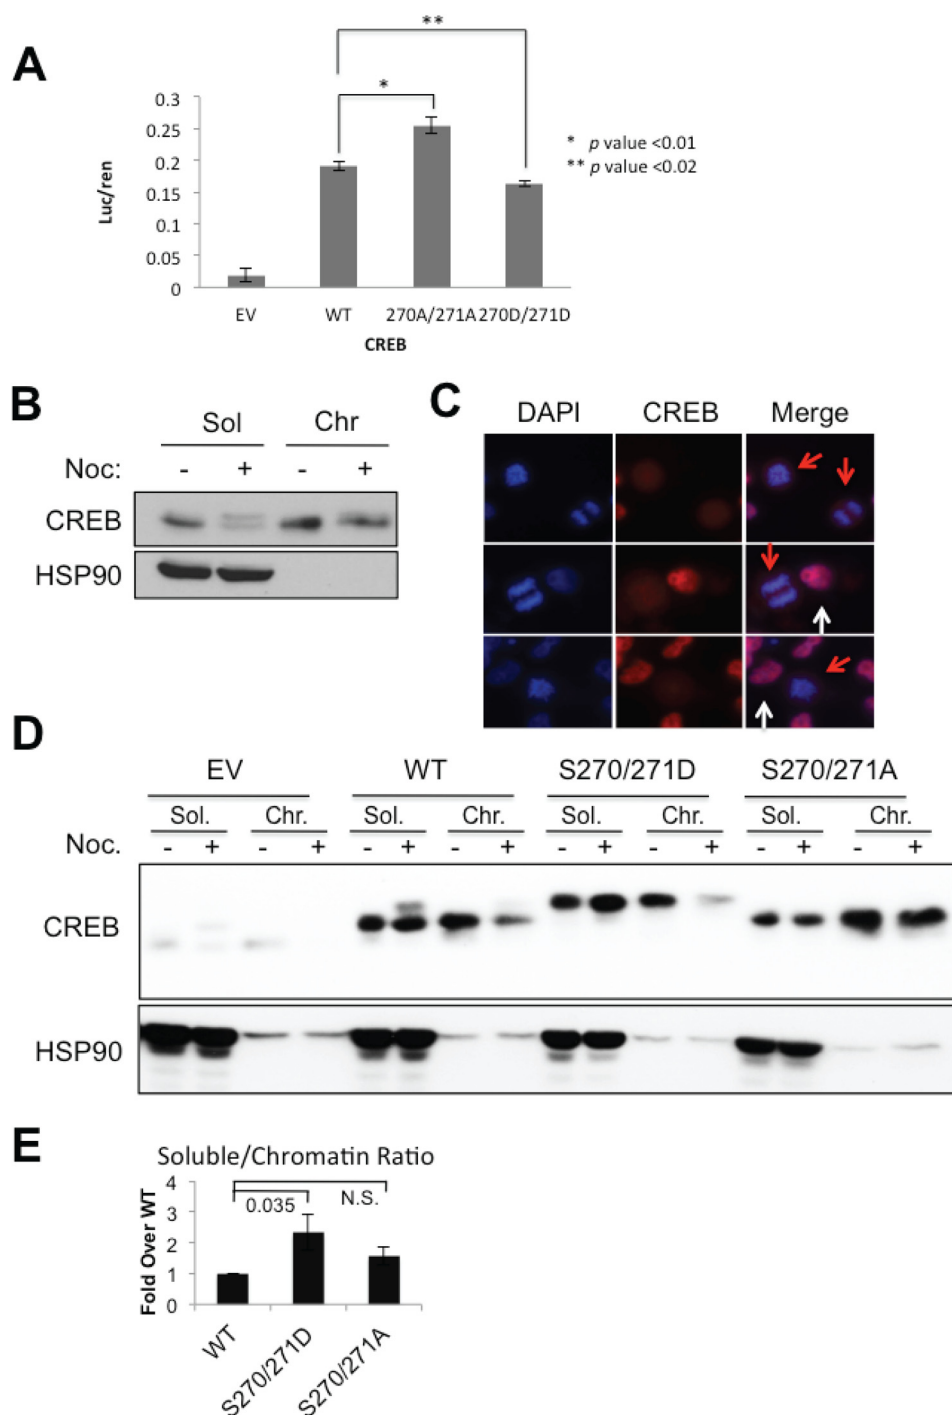 A
**
*
0.3
0.25
0.2
0.15
0.1
0.05
0
Luc/ren
* p value <0.01
** p value <0.02
EV WT 270A/271A 270D/271D
CREB
B
Sol Chr
Noc: - + - +
CREB
HSP90
C
DAPI CREB Merge
D
EV WT S270/271D S270/271A
Sol. Chr. Sol. Chr. Sol. Chr. Sol. Chr.
Noc. - + - + - + - + - + - + - + - +
CREB
HSP90
E
Soluble/Chromatin Ratio
4
3
2
1
0
Fold Over WT
0.035
N.S.
WT
S270/271D
S270/271A